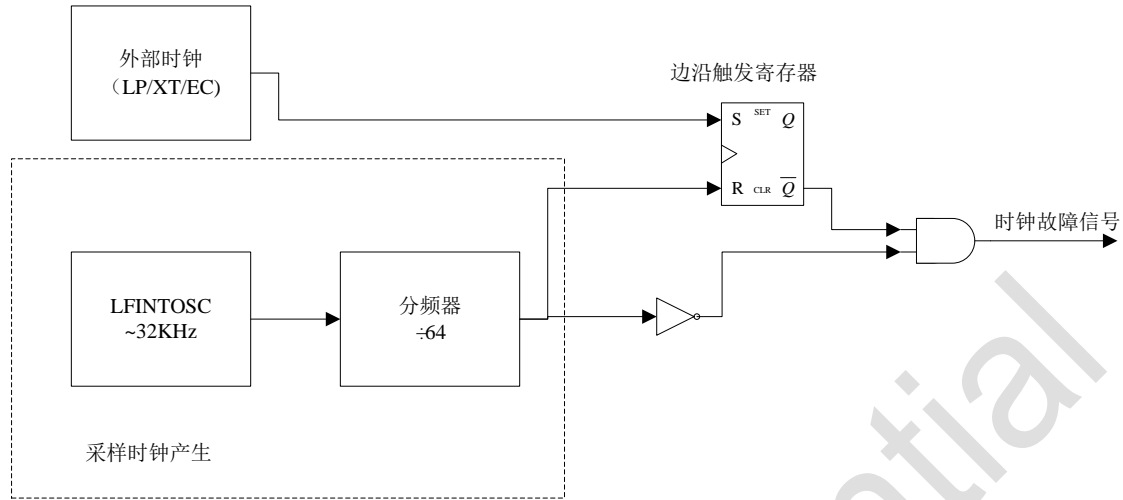 外部时钟
（LP/XT/EC)
边沿触发寄存器
S SET Q
R CLR Q
时钟故障信号
LFINTOSC
~32KHz
分频器
÷64
采样时钟产生
ntial